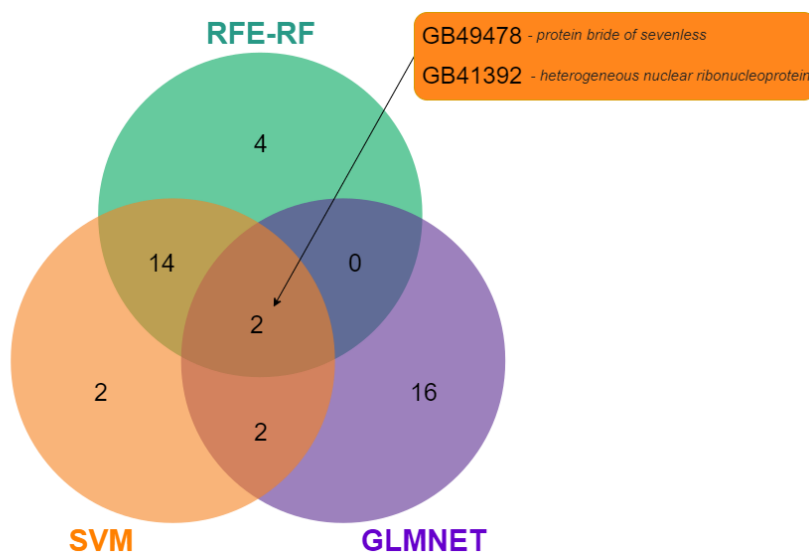 RFE-RF
GB49478 - protein bride of sevenless
GB41392 - heterogeneous nuclear ribonucleoprotein
4
14
0
2
2
16
2
SVM
GLMNET